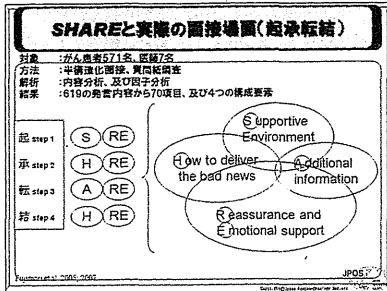 SHAREと実際の面接場面(起承転結)
対象 :がん患者571名、医師7名
方法 :半構造化面接、質問紙調査
解析 :内容分析、及び因子分析
結果 :619の発言内容から70項目、及び4つの構成要素
起 step 1 S RE
承 step 2 H RE
転 step 3 A RE
結 step 4 H RE
Supportive
Environment
How to deliver
the bad news
Additional
information
Reassurance and
Emotional support
Fujimori et al, 2005; 2007
JPOS